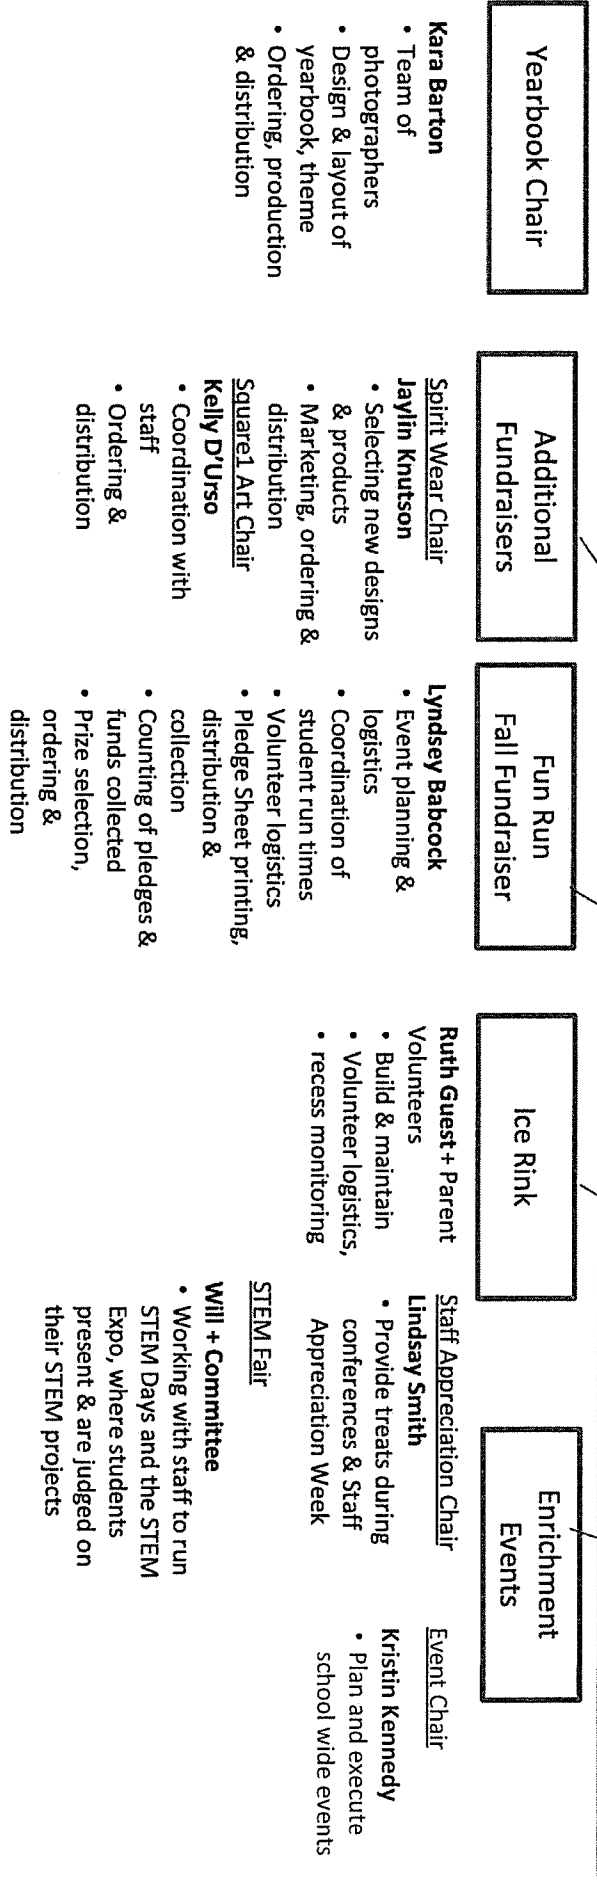 Yearbook Chair
Kara Barton
• Team of
photographers
• Design & layout of
yearbook, theme
• Ordering, production
& distribution
Additional
Fundraisers
Spirit Wear Chair
Jaylin Knutson
• Selecting new designs
& products
• Marketing, ordering &
distribution
Square1 Art Chair
Kelly D'Urso
• Coordination with
staff
• Ordering &
distribution
Fun Run
Fall Fundraiser
Lyndsey Babcock
• Event planning &
logistics
• Coordination of
student run times
• Volunteer logistics
• Pledge Sheet printing,
distribution &
collection
• Counting of pledges &
funds collected
• Prize selection,
ordering &
distribution
Ice Rink
Ruth Guest + Parent
Volunteers
• Build & maintain
• Volunteer logistics,
• recess monitoring
Enrichment
Events
Staff Appreciation Chair
Lindsay Smith
• Provide treats during
conferences & Staff
Appreciation Week
STEM Fair
Will + Committee
• Working with staff to run
STEM Days and the STEM
Expo, where students
present & are judged on
their STEM projects
Event Chair
Kristin Kennedy
• Plan and execute
school wide events